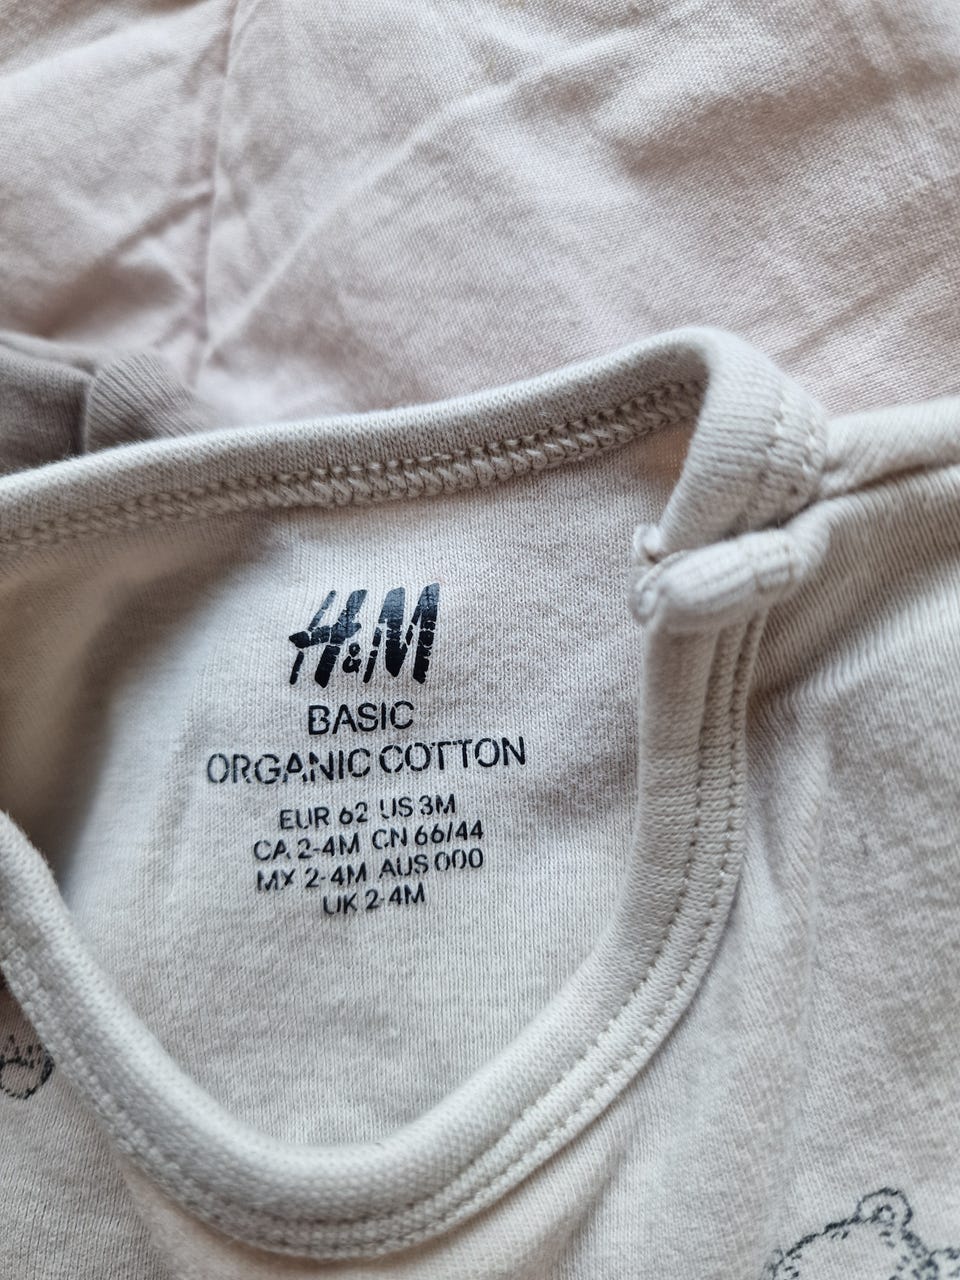 H&M
BASIC
ORGANIC COTTON
EUR 62 US 3M
CA 2-4M CN 66/44
MX 2-4M AUS 000
UK 2-4M